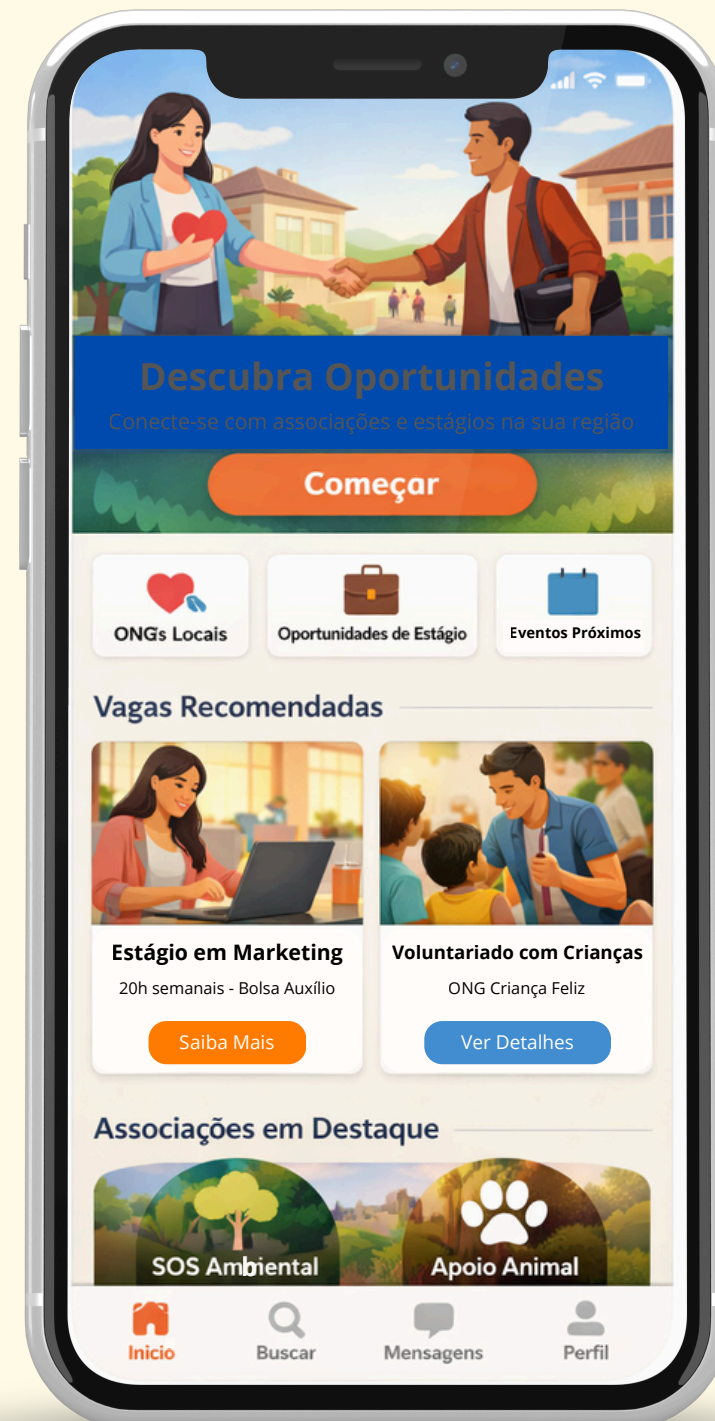 Descubra Oportunidades
Conecte-se com associações e estágios na sua região
Começar
ONGs Locais
Oportunidades de Estágio
Eventos Próximos
Vagas Recomendadas
Estágio em Marketing
20h semanais - Bolsa Auxílio
Saiba Mais
Voluntariado com Crianças
ONG Criança Feliz
Ver Detalhes
Associações em Destaque
SOS Ambiental
Apoio Animal
Inicio
Buscar
Mensagens
Perfil